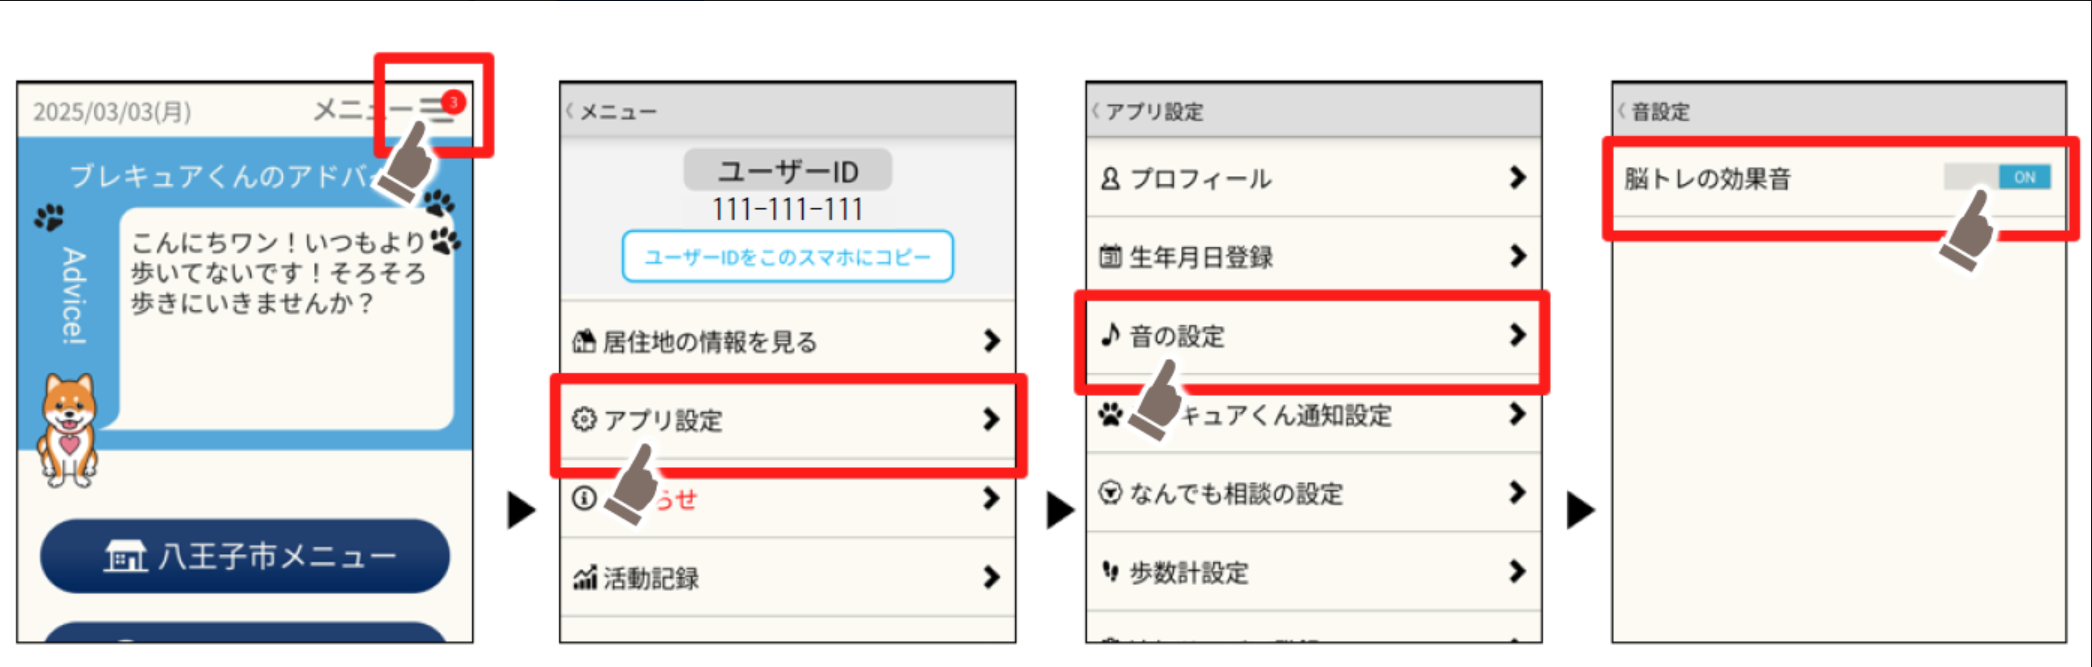 2025/03/03(月)
メニュー
3
ブレキュアくんのアドバ
Advice!
こんにちワン！いつもより
歩いてないです！そろそろ
歩きにいきませんか？
八王子市メニュー
メニュー
ユーザーID
111-111-111
ユーザーIDをこのスマホにコピー
居住地の情報を見る
アプリ設定
らせ
活動記録
アプリ設定
プロフィール
生年月日登録
音の設定
キュアくん通知設定
なんでも相談の設定
歩数計設定
音設定
脳トレの効果音
ON